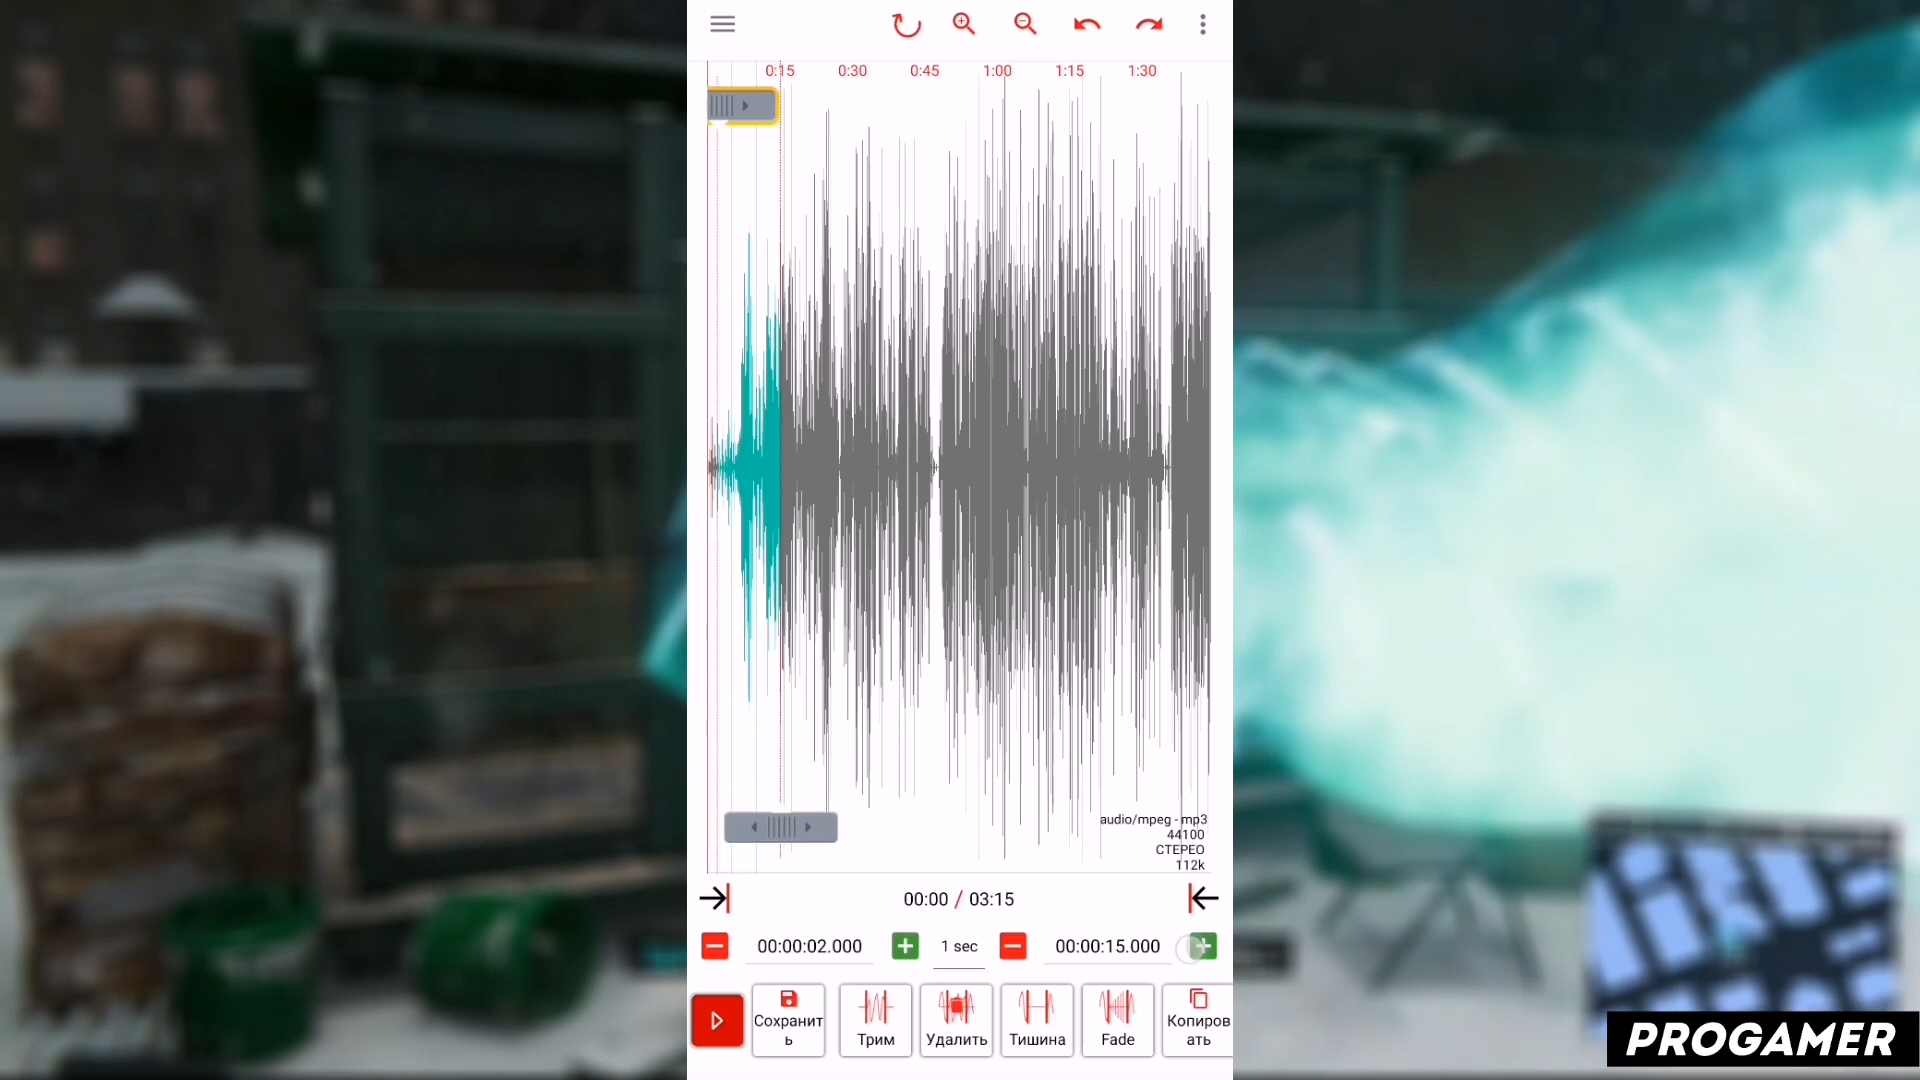 0:15 0:30 0:45 1:00 1:15 1:30
audio/mpeg - mp3
44100
СТЕРЕО
112k
00:00 / 03:15
00:00:02.000 1 sec 00:00:15.000
Сохранит
ь
Трим
Удалить
Тишина
Fade
Копиров
ать
PROGAMER